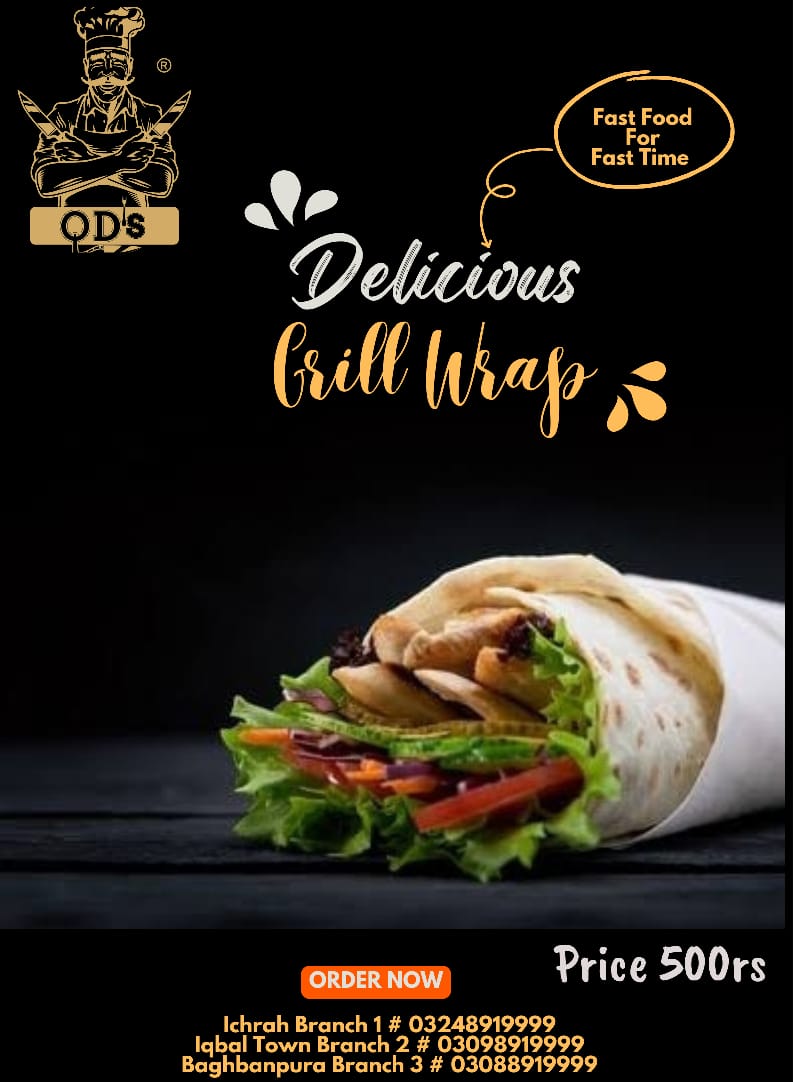 ®
QD's
Fast Food
For
Fast Time
Delicious
Grill Wrap
Price 500rs
ORDER NOW
Ichrah Branch 1 # 03248919999
Iqbal Town Branch 2 # 03098919999
Baghbanpura Branch 3 # 03088919999